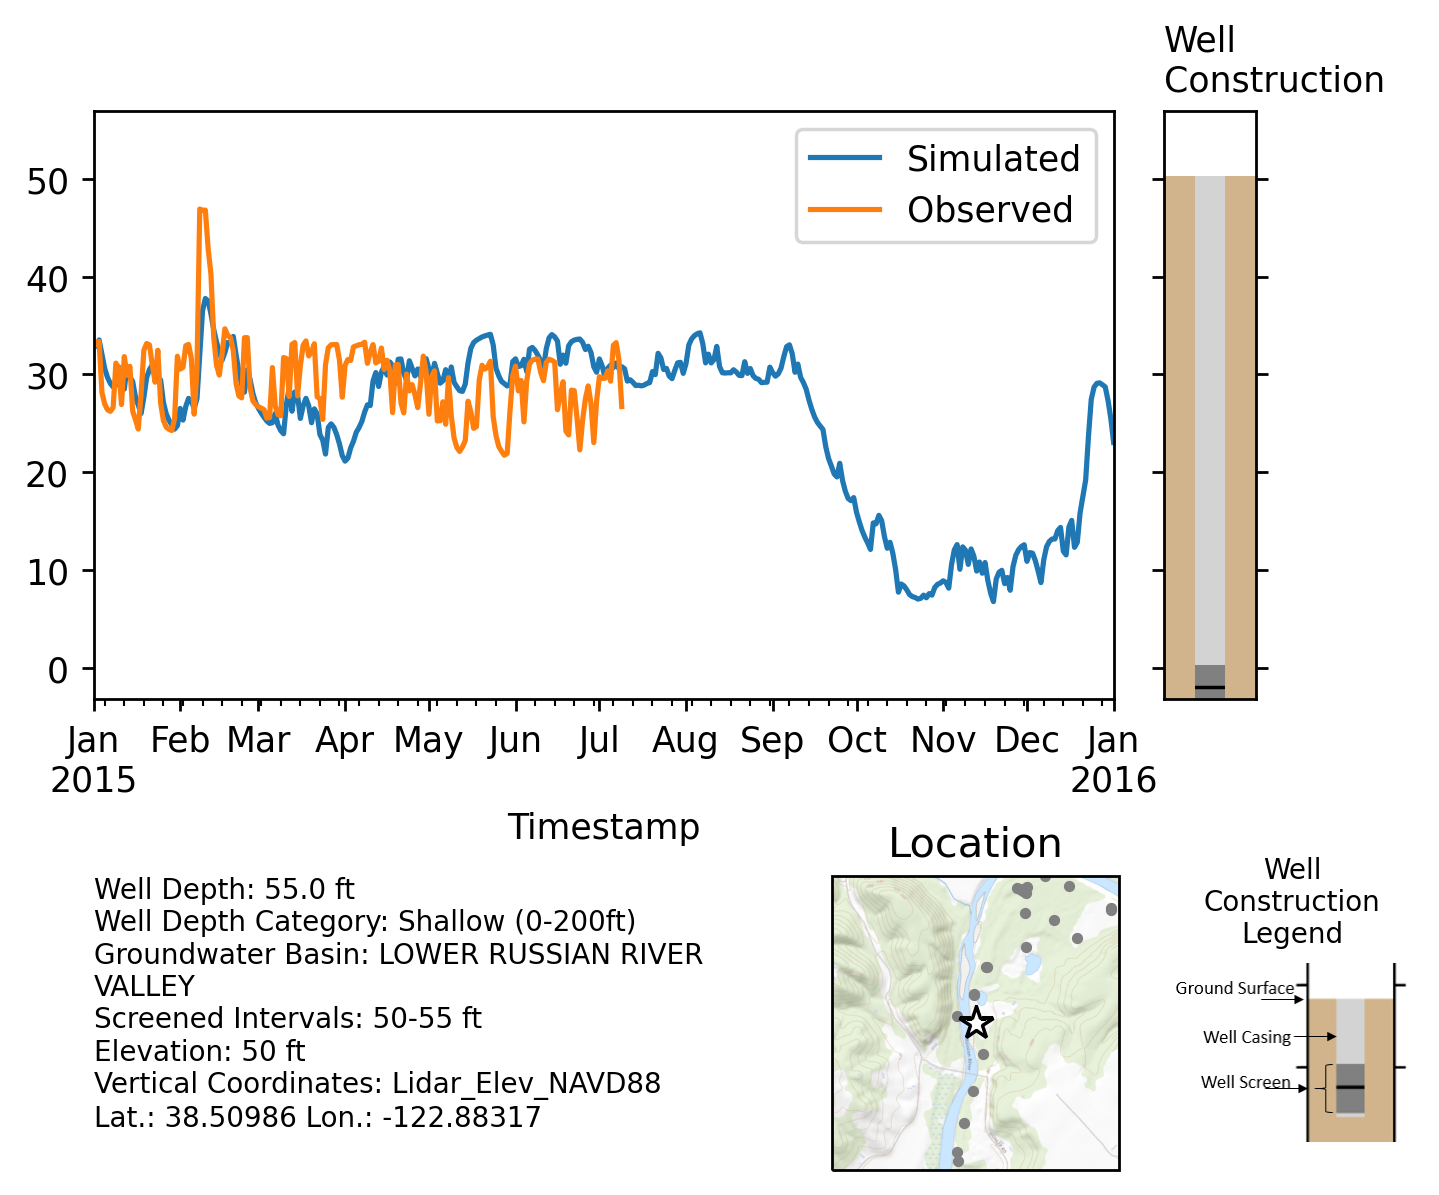 Well
Construction
Simulated
Observed
50
40
30
20
10
0
Jan Feb Mar Apr May Jun Jul Aug Sep Oct Nov Dec Jan
2015 2016
Timestamp
Well Depth: 55.0 ft
Well Depth Category: Shallow (0-200ft)
Groundwater Basin: LOWER RUSSIAN RIVER
VALLEY
Screened Intervals: 50-55 ft
Elevation: 50 ft
Vertical Coordinates: Lidar_Elev_NAVD88
Lat.: 38.50986 Lon.: -122.88317
Location
Well
Construction
Legend
Ground Surface
Well Casing
Well Screen